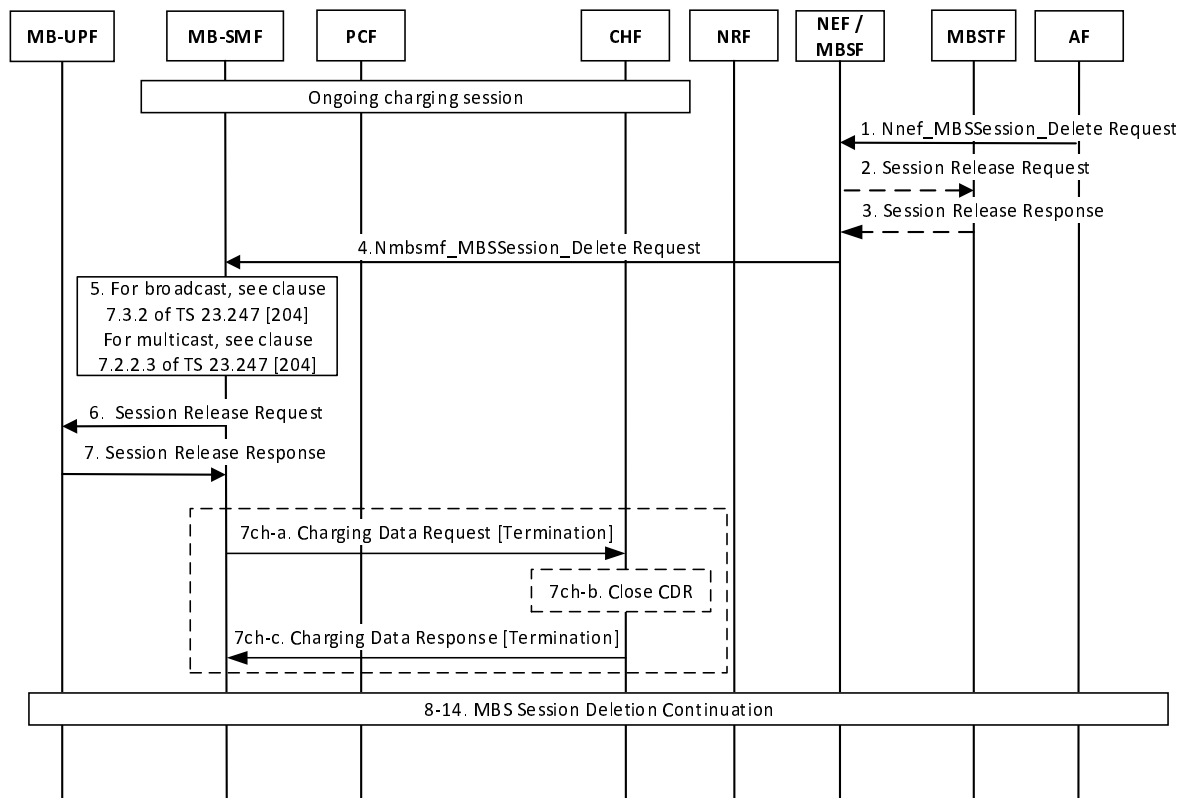 MB-UPF
MB-SMF
PCF
CHF
NRF
NEF /
MBSF
MBSTF
AF
Ongoing charging session
1. Nnef_MBSSession_Delete Request
2. Session Release Request
3. Session Release Response
4.Nmbsmf_MBSSession_Delete Request
5. For broadcast, see clause
7.3.2 of TS 23.247 [204]
For multicast, see clause
7.2.2.3 of TS 23.247 [204]
6. Session Release Request
7. Session Release Response
7ch-a. Charging Data Request [Termination]
7ch-b. Close CDR
7ch-c. Charging Data Response [Termination]
8-14. MBS Session Deletion Continuation